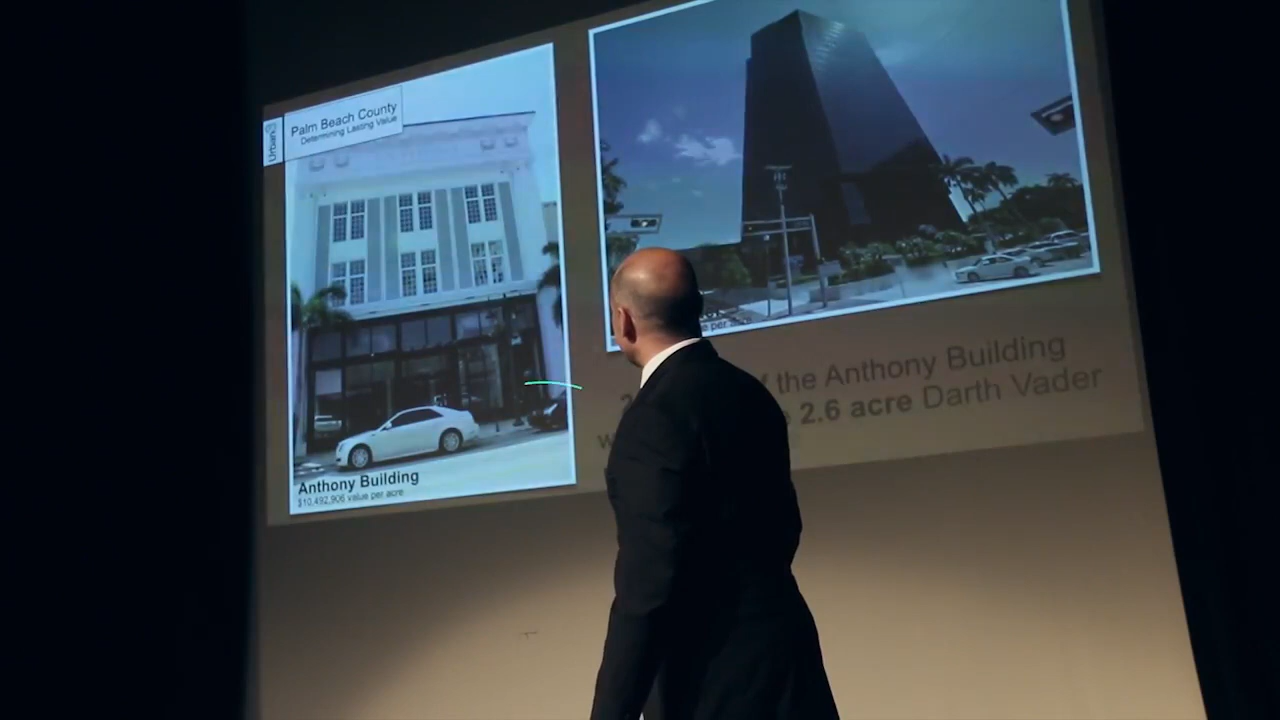 Urban3
Palm Beach County
Determining Lasting Value
Anthony Building
$10,492,906 value per acre
e per
the Anthony Building
2.6 acre Darth Vader